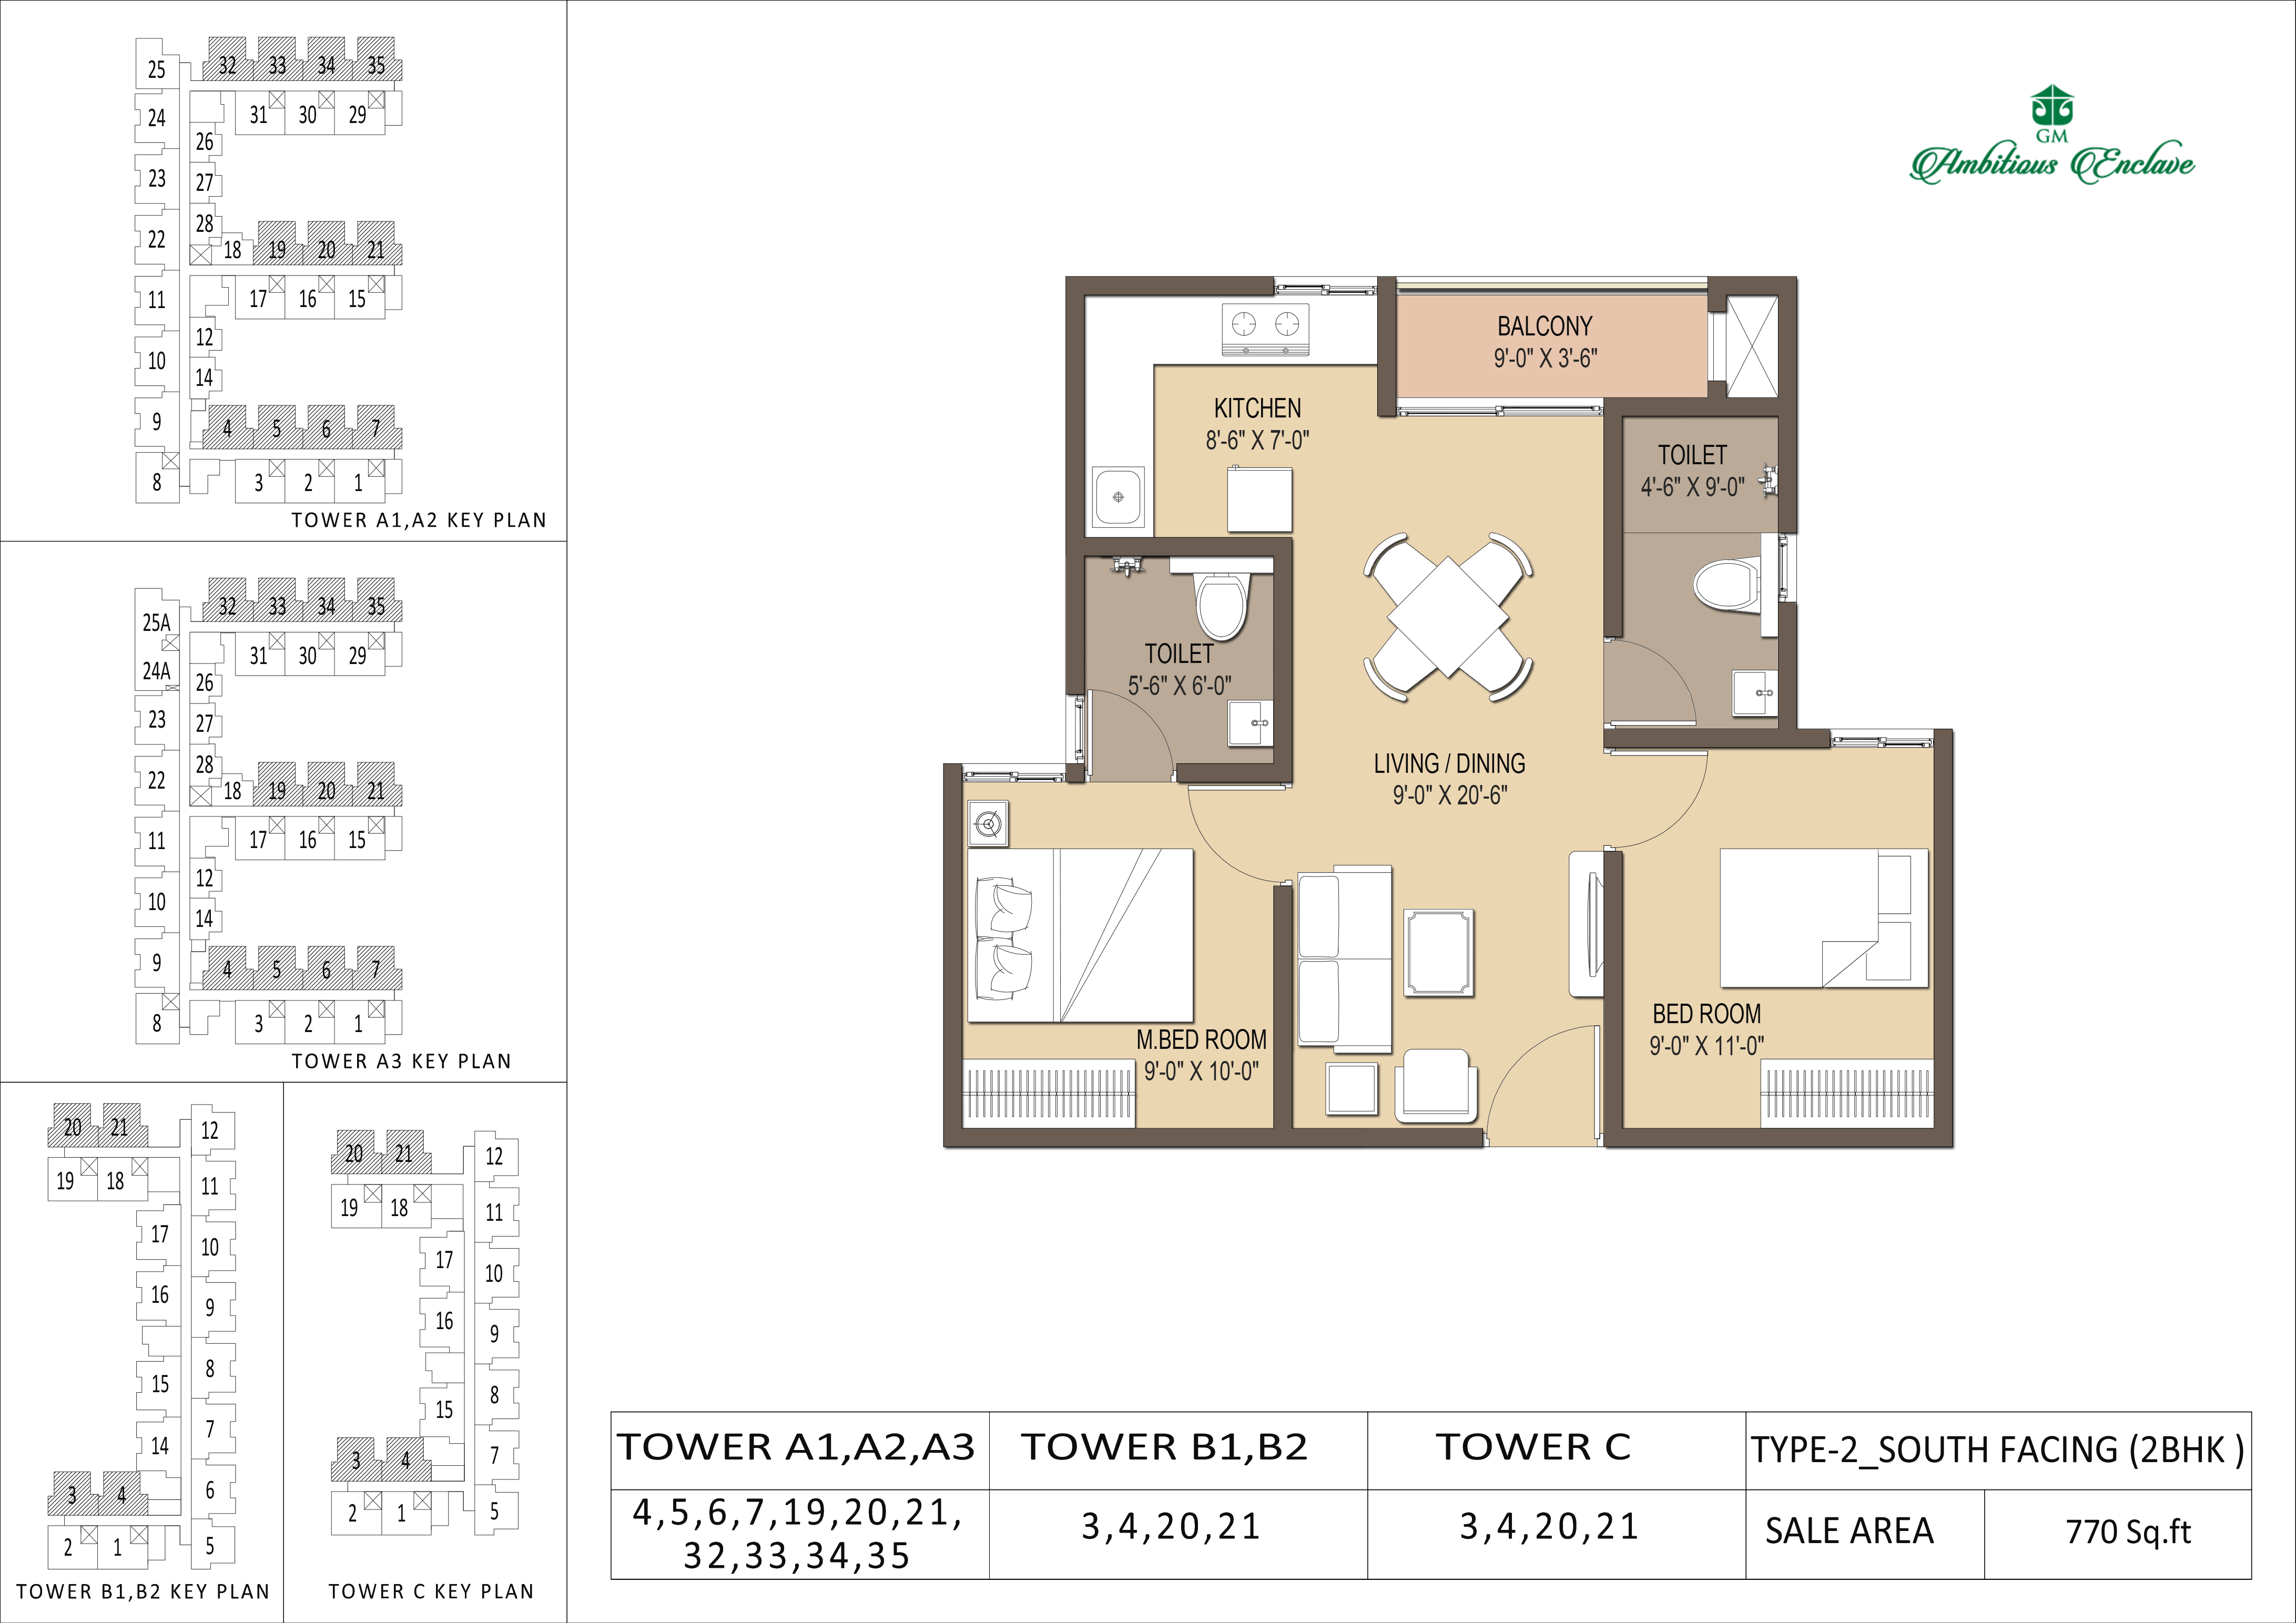 25
32 33 34 35
24
31 30 29
26
23
27
22
28
18 19 20 21
11
17 16 15
12
10
14
9
4 5 6 7
8
3 2 1
TOWER A1,A2 KEY PLAN
32 33 34 35
25A
31 30 29
24A
26
23
27
22
28
18 19 20 21
11
17 16 15
12
10
14
9
4 5 6 7
8
3 2 1
TOWER A3 KEY PLAN
20 21
12
19 18
11
17
10
16
9
8
15
7
14
6
3 4
2 1
5
TOWER B1,B2 KEY PLAN
20 21
12
19 18
11
17
10
16
9
8
15
7
3 4
2 1
5
TOWER C KEY PLAN
GM
Ambitious Enclave
BALCONY
9'-0" X 3'-6"
KITCHEN
8'-6" X 7'-0"
TOILET
4'-6" X 9'-0"
TOILET
5'-6" X 6'-0"
LIVING / DINING
9'-0" X 20'-6"
M.BED ROOM
9'-0" X 10'-0"
BED ROOM
9'-0" X 11'-0"
TOWER A1,A2,A3
TOWER B1,B2
TOWER C
TYPE-2_SOUTH FACING (2BHK )
4,5,6,7,19,20,21,
32,33,34,35
3,4,20,21
3,4,20,21
SALE AREA
770 Sq.ft